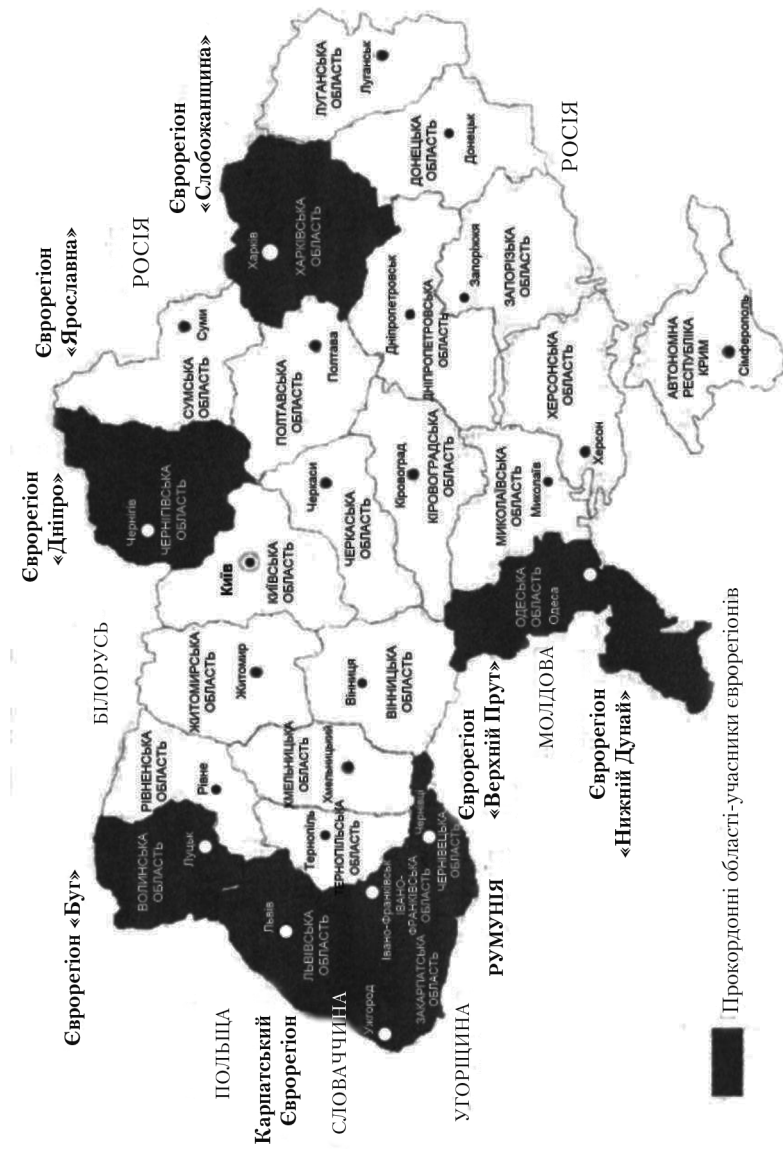 Єврорегіон «Буг»
БІЛОРУСЬ
Єврорегіон
«Дніпро»
Єврорегіон
«Ярославна»
РОСІЯ
Єврорегіон
«Слобожанщина»
ПОЛЬЩА
Карпатський
Єврорегіон
СЛОВАЧЧИНА
УГОРЩИНА
РУМУНІЯ
Єврорегіон
«Верхній Прут»
МОЛДОВА
Єврорегіон
«Нижній Дунай»
РОСІЯ
ВОЛИНСЬКА
ОБЛАСТЬ
Луцьк
РІВНЕНСЬКА
ОБЛАСТЬ
Рівне
ЖИТОМИРСЬКА
ОБЛАСТЬ
Житомир
Київ
КИЇВСЬКА
ОБЛАСТЬ
Чернігів
ЧЕРНІГІВСЬКА
ОБЛАСТЬ
СУМСЬКА
ОБЛАСТЬ
Суми
Харків
ХАРКІВСЬКА
ОБЛАСТЬ
ЛУГАНСЬКА
ОБЛАСТЬ
Луганськ
Львів
ЛЬВІВСЬКА
ОБЛАСТЬ
Тернопіль
ТЕРНОПІЛЬСЬКА
ОБЛАСТЬ
ХМЕЛЬНИЦЬКА
ОБЛАСТЬ
Хмельницький
Вінниця
ВІННИЦЬКА
ОБЛАСТЬ
Черкаси
ЧЕРКАСЬКА
ОБЛАСТЬ
ПОЛТАВСЬКА
ОБЛАСТЬ
Полтава
ДОНЕЦЬКА
ОБЛАСТЬ
Донецьк
Ужгород
ЗАКАРПАТСЬКА
ОБЛАСТЬ
Івано-Франківськ
ІВАНО-
ФРАНКІВСЬКА
ОБЛАСТЬ
Чернівці
ЧЕРНІВЕЦЬКА
ОБЛАСТЬ
Кіровоград
КІРОВОГРАДСЬКА
ОБЛАСТЬ
Дніпропетровськ
ДНІПРОПЕТРОВСЬКА
ОБЛАСТЬ
Запоріжжя
ЗАПОРІЗЬКА
ОБЛАСТЬ
ОДЕСЬКА
ОБЛАСТЬ
Одеса
МИКОЛАЇВСЬКА
ОБЛАСТЬ
Миколаїв
ХЕРСОНСЬКА
ОБЛАСТЬ
Херсон
АВТОНОМНА
РЕСПУБЛІКА
КРИМ
Сімферополь
Прокордонні області-учасники єврорегіонів